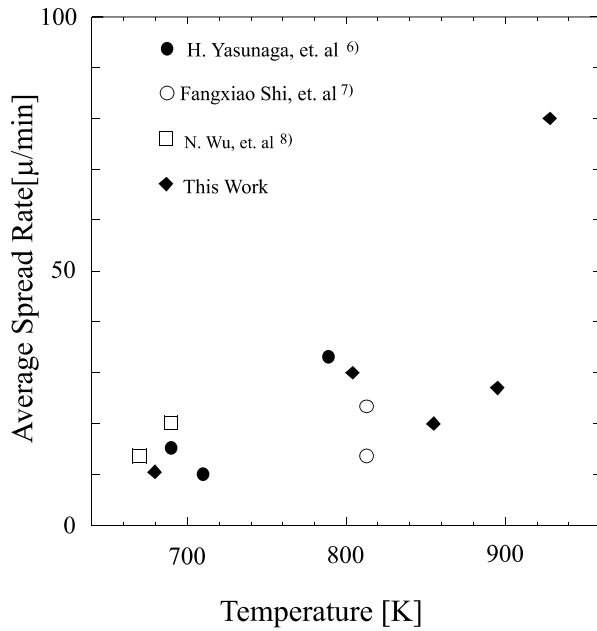 100
H. Yasunaga, et. al 6)
Fangxiao Shi, et. al 7)
N. Wu, et. al 8)
This Work
Average Spread Rate[μ/min]
50
0
700 800 900
Temperature [K]